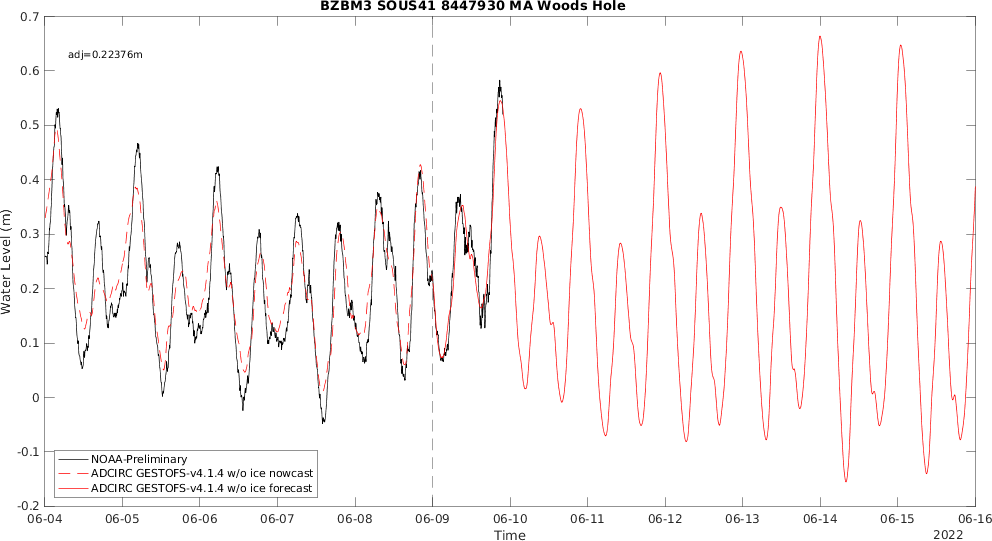 BZBM3 SOUS41 8447930 MA Woods Hole
adj=0.22376m
Water Level (m)
0.7
0.6
0.5
0.4
0.3
0.2
0.1
0
-0.1
-0.2
NOAA-Preliminary
ADCIRC GESTOFS-v4.1.4 w/o ice nowcast
ADCIRC GESTOFS-v4.1.4 w/o ice forecast
06-04 06-05 06-06 06-07 06-08 06-09 06-10 06-11 06-12 06-13 06-14 06-15 06-16
Time
2022